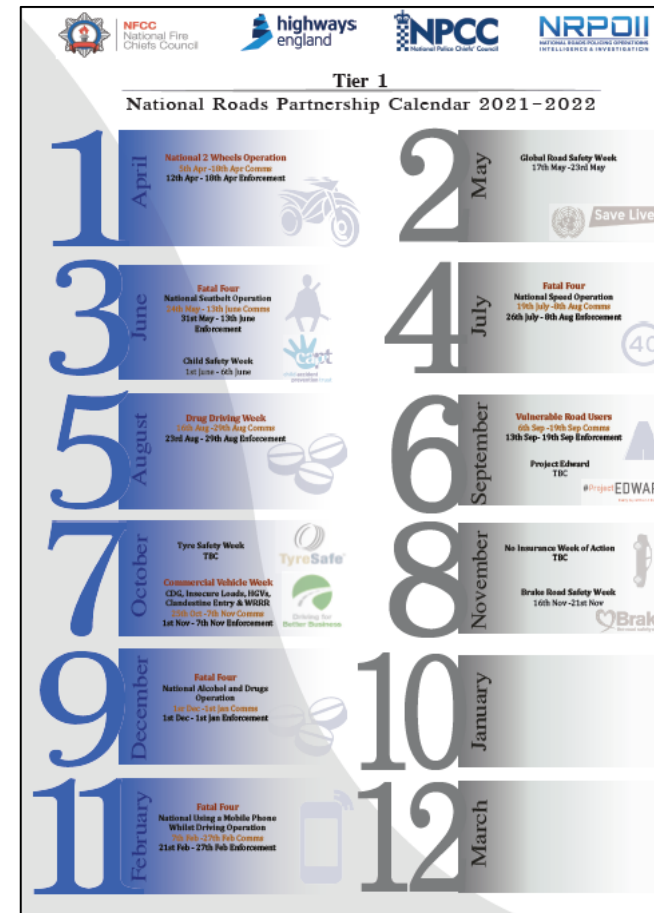 NFCC
National Fire
Chiefs Council
highways
england
NPCC
National Police Chiefs' Council
NRPOII
NATIONAL ROADS POLICING OPERATIONS
INTELLIGENCE & INVESTIGATION
Tier 1
National Roads Partnership Calendar 2021-2022
1
April
National 2 Wheels Operation
5th Apr -18th Apr Comms
12th Apr - 18th Apr Enforcement
2
May
Global Road Safety Week
17th May -23rd May
Save Live
3
June
Fatal Four
National Seatbelt Operation
May - 13th June Comms
31st May - 13th June
Enforcement
Child Safety Week
1st June - 6th June
capt
child accident
prevention trust
4
July
Fatal Four
National Speed Operation
19th July -8th Aug Comms
26th July - 8th Aug Enforcement
40
5
August
Drug Driving Week
16th Aug -29th Aug Comms
23rd Aug - 29th Aug Enforcement
6
September
Vulnerable Road Users
6th Sep -19th Sep Comms
13th Sep- 19th Sep Enforcement
Project Edward
TBC
#ProjectEDWAR
7
October
Tyre Safety Week
TBC
TyreSafe
Commercial Vehicle Week
CDG, Insecure Loads, HGVs,
Clandestine Entry & WRRR
Oct -7th Nov Comms
1st Nov - 7th Nov Enforcement
Driving for
Better Business
8
November
No Insurance Week of Action
TBC
Brake Road Safety Week
16th Nov -21st Nov
Brak
9
December
Fatal Four
National Alcohol and Drugs
Operation
1st Dec -1st Jan Comms
1st Dec - 1st Jan Enforcement
10
January
11
February
Fatal Four
National Using a Mobile Phone
Whilst Driving Operation
7th Feb -27th Feb Comms
21st Feb - 27th Feb Enforcement
12
March